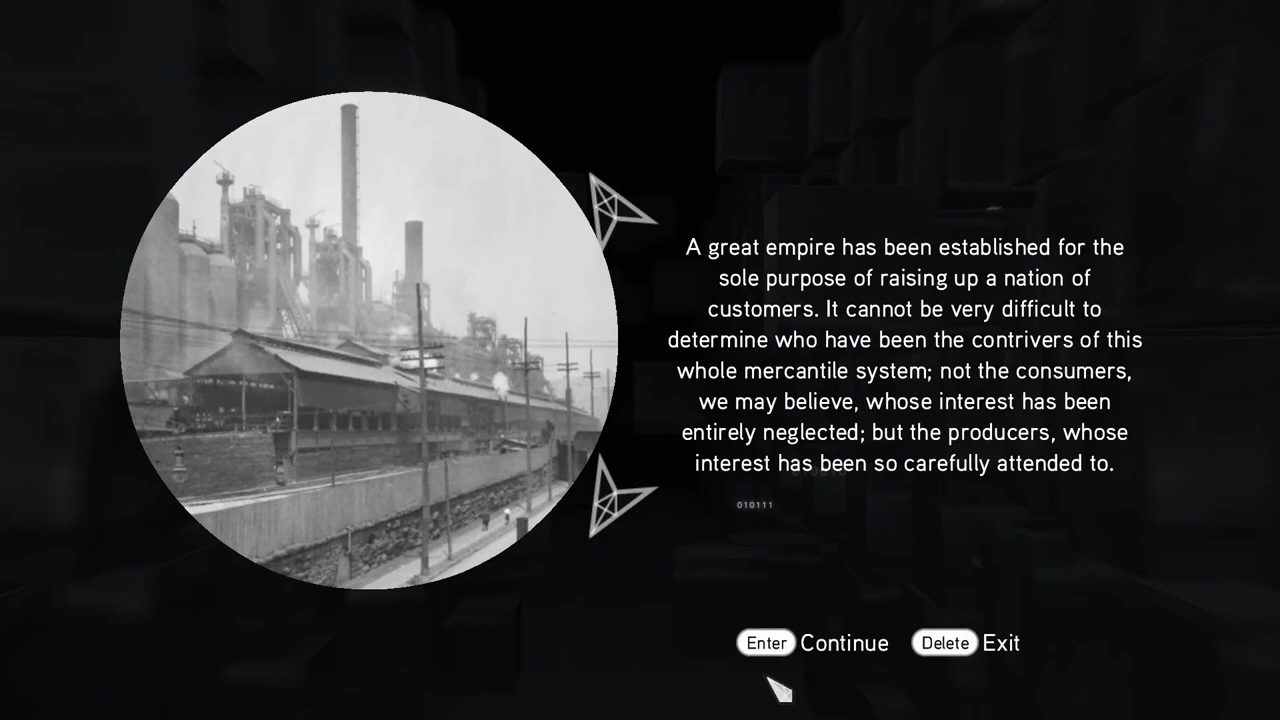 A great empire has been established for the
sole purpose of raising up a nation of
customers. It cannot be very difficult to
determine who have been the contrivers of this
whole mercantile system; not the consumers,
we may believe, whose interest has been
entirely neglected; but the producers, whose
interest has been so carefully attended to.
010111
Enter Continue Delete Exit